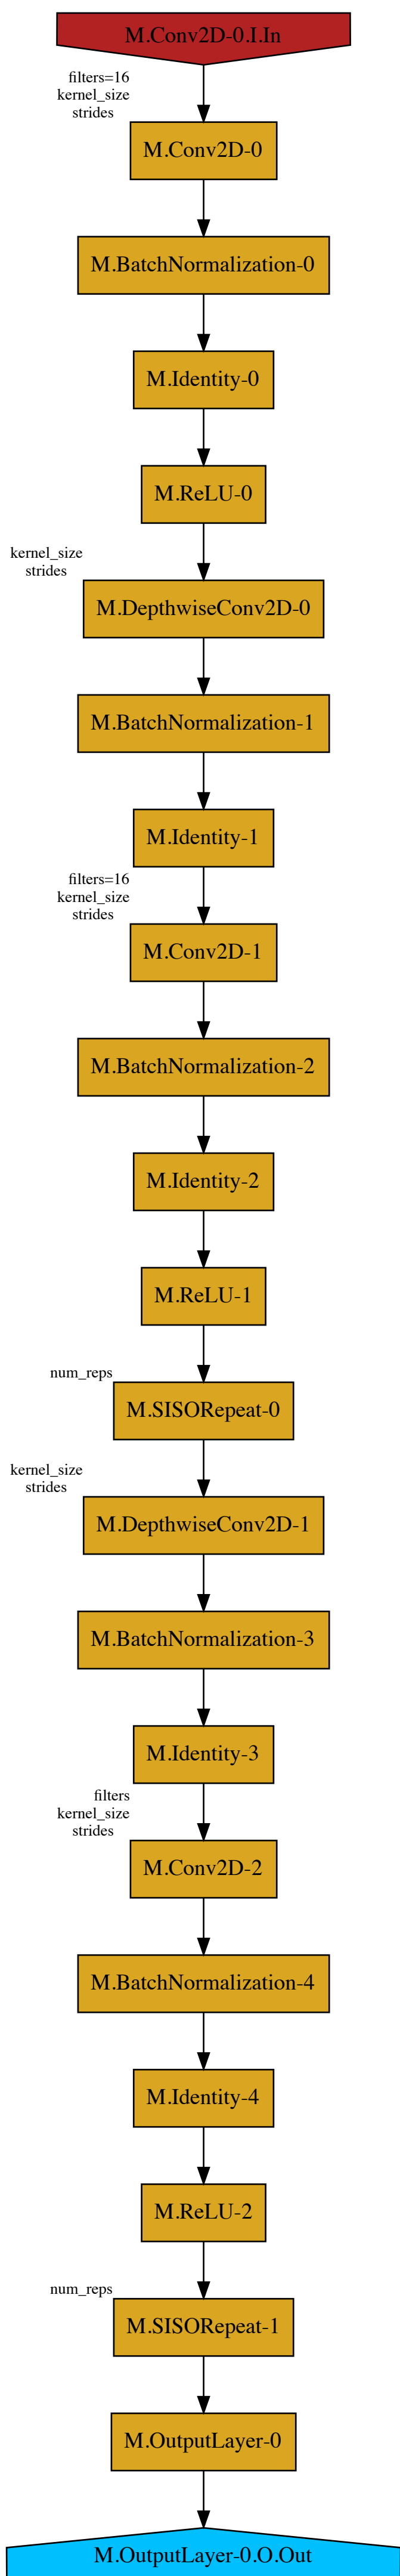 M.Conv2D-0.I.In
filters=16
kernel_size
strides
M.Conv2D-0
M.BatchNormalization-0
M.Identity-0
M.ReLU-0
kernel_size
strides
M.DepthwiseConv2D-0
M.BatchNormalization-1
M.Identity-1
filters=16
kernel_size
strides
M.Conv2D-1
M.BatchNormalization-2
M.Identity-2
M.ReLU-1
num_reps
M.SISORepeat-0
kernel_size
strides
M.DepthwiseConv2D-1
M.BatchNormalization-3
M.Identity-3
filters
kernel_size
strides
M.Conv2D-2
M.BatchNormalization-4
M.Identity-4
M.ReLU-2
num_reps
M.SISORepeat-1
M.OutputLayer-0
M.OutputLayer-0.O.Out